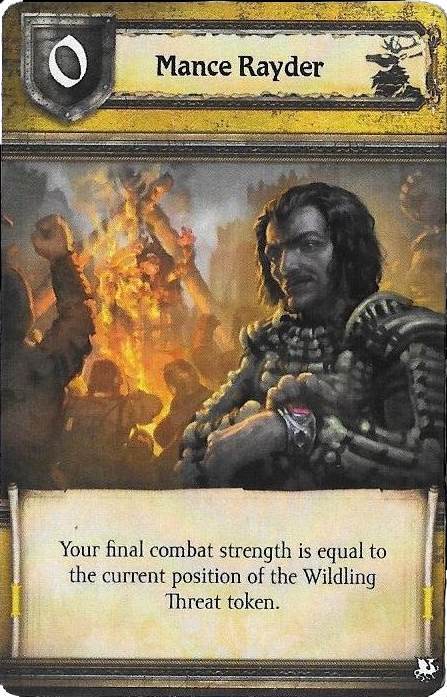 0
Mance Rayder
Your final combat strength is equal to
the current position of the Wildling
Threat token.